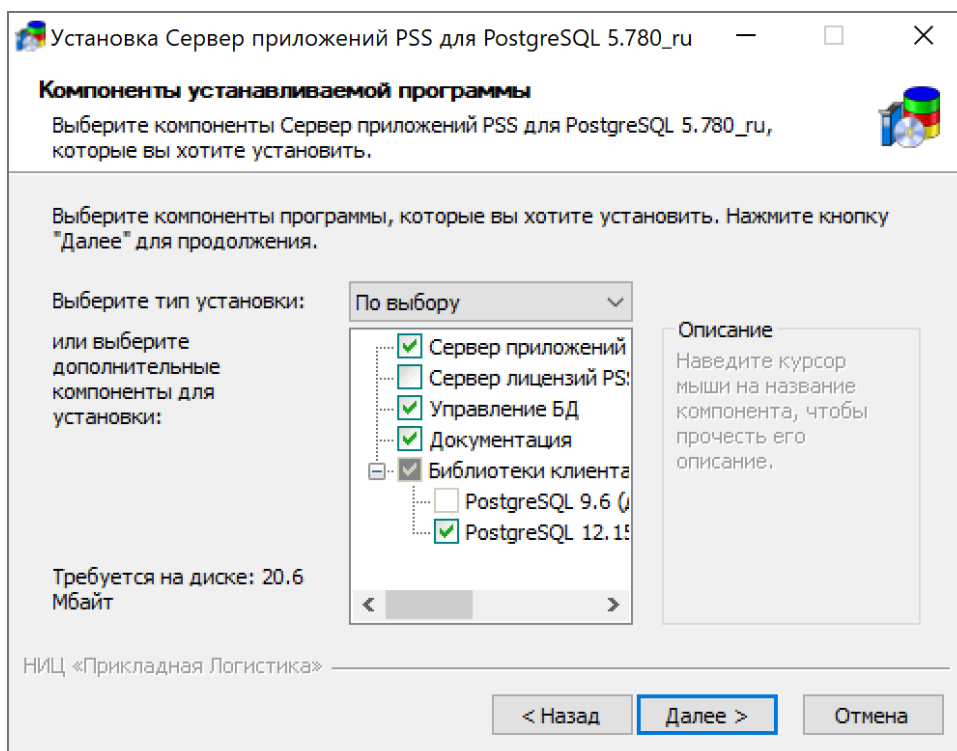 Установка Сервер приложений PSS для PostgreSQL 5.780_ru
Компоненты устанавливаемой программы
Выберите компоненты Сервер приложений PSS для PostgreSQL 5.780_ru,
которые вы хотите установить.
Выберите компоненты программы, которые вы хотите установить. Нажмите кнопку
"Далее" для продолжения.
Выберите тип установки:
По выбору
или выберите
дополнительные
компоненты для
установки:
Сервер приложений
Сервер лицензий PS
Управление БД
Документация
Библиотеки клиента
PostgreSQL 9.6 (
PostgreSQL 12.15
Описание
Наведите курсор
мыши на название
компонента, чтобы
прочесть его
описание.
Требуется на диске: 20.6
Мбайт
НИЦ «Прикладная Логистика»
< Назад
Далее >
Отмена